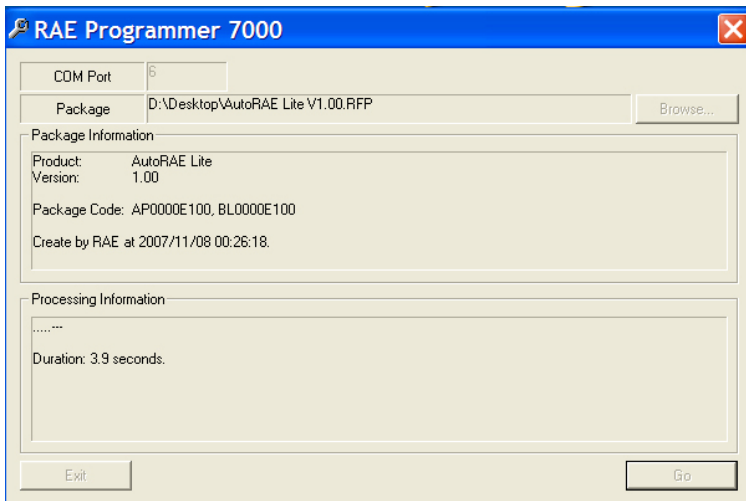 RAE Programmer 7000
COM Port 6
Package D:\Desktop\AutoRAE Lite V1.00.RFP Browse...
Package Information
Product: AutoRAE Lite
Version: 1.00
Package Code: AP0000E100, BL0000E100
Create by RAE at 2007/11/08 00:26:18.
Processing Information
.....---
Duration: 3.9 seconds.
Exit Go